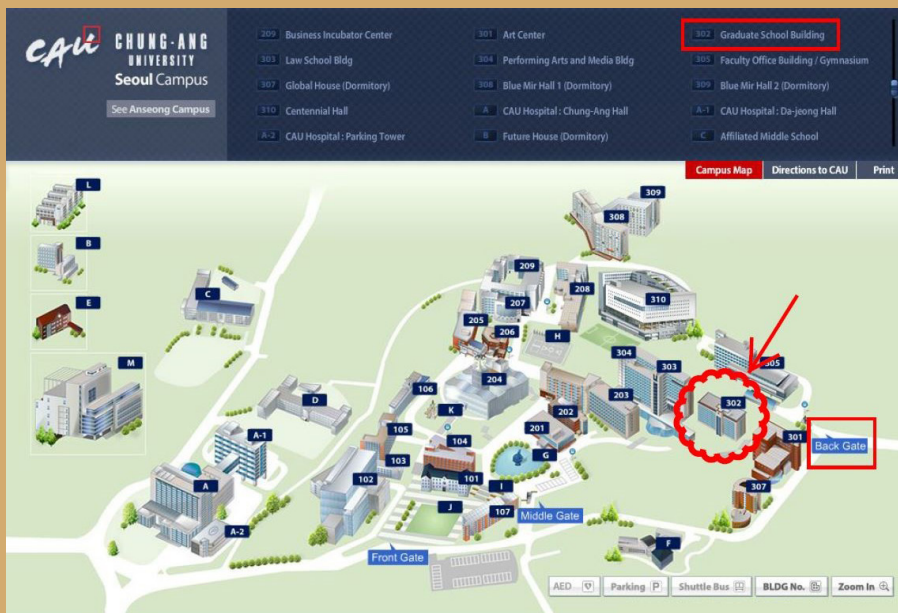 CAU CHUNG-ANG
UNIVERSITY
Seoul Campus
See Anseong Campus
209 Business Incubator Center
301 Art Center
302 Graduate School Building
303 Law School Bldg
304 Performing Arts and Media Bldg
305 Faculty Office Building / Gymnasium
307 Global House (Dormitory)
308 Blue Mir Hall 1 (Dormitory)
309 Blue Mir Hall 2 (Dormitory)
310 Centennial Hall
A CAU Hospital : Chung-Ang Hall
A-1 CAU Hospital : Da-jeong Hall
A-2 CAU Hospital : Parking Tower
B Future House (Dormitory)
C Affiliated Middle School
Campus Map Directions to CAU Print
L
309
308
B
209
208
C
207
310
E
205
206
H
304
303
305
M
106
204
K
302
D
202
203
105
201
301
A-1
104
G
Back Gate
103
A
102
101
I
307
J
107
Middle Gate
A-2
F
Front Gate
AED Parking P Shuttle Bus BLDG No. Zoom In